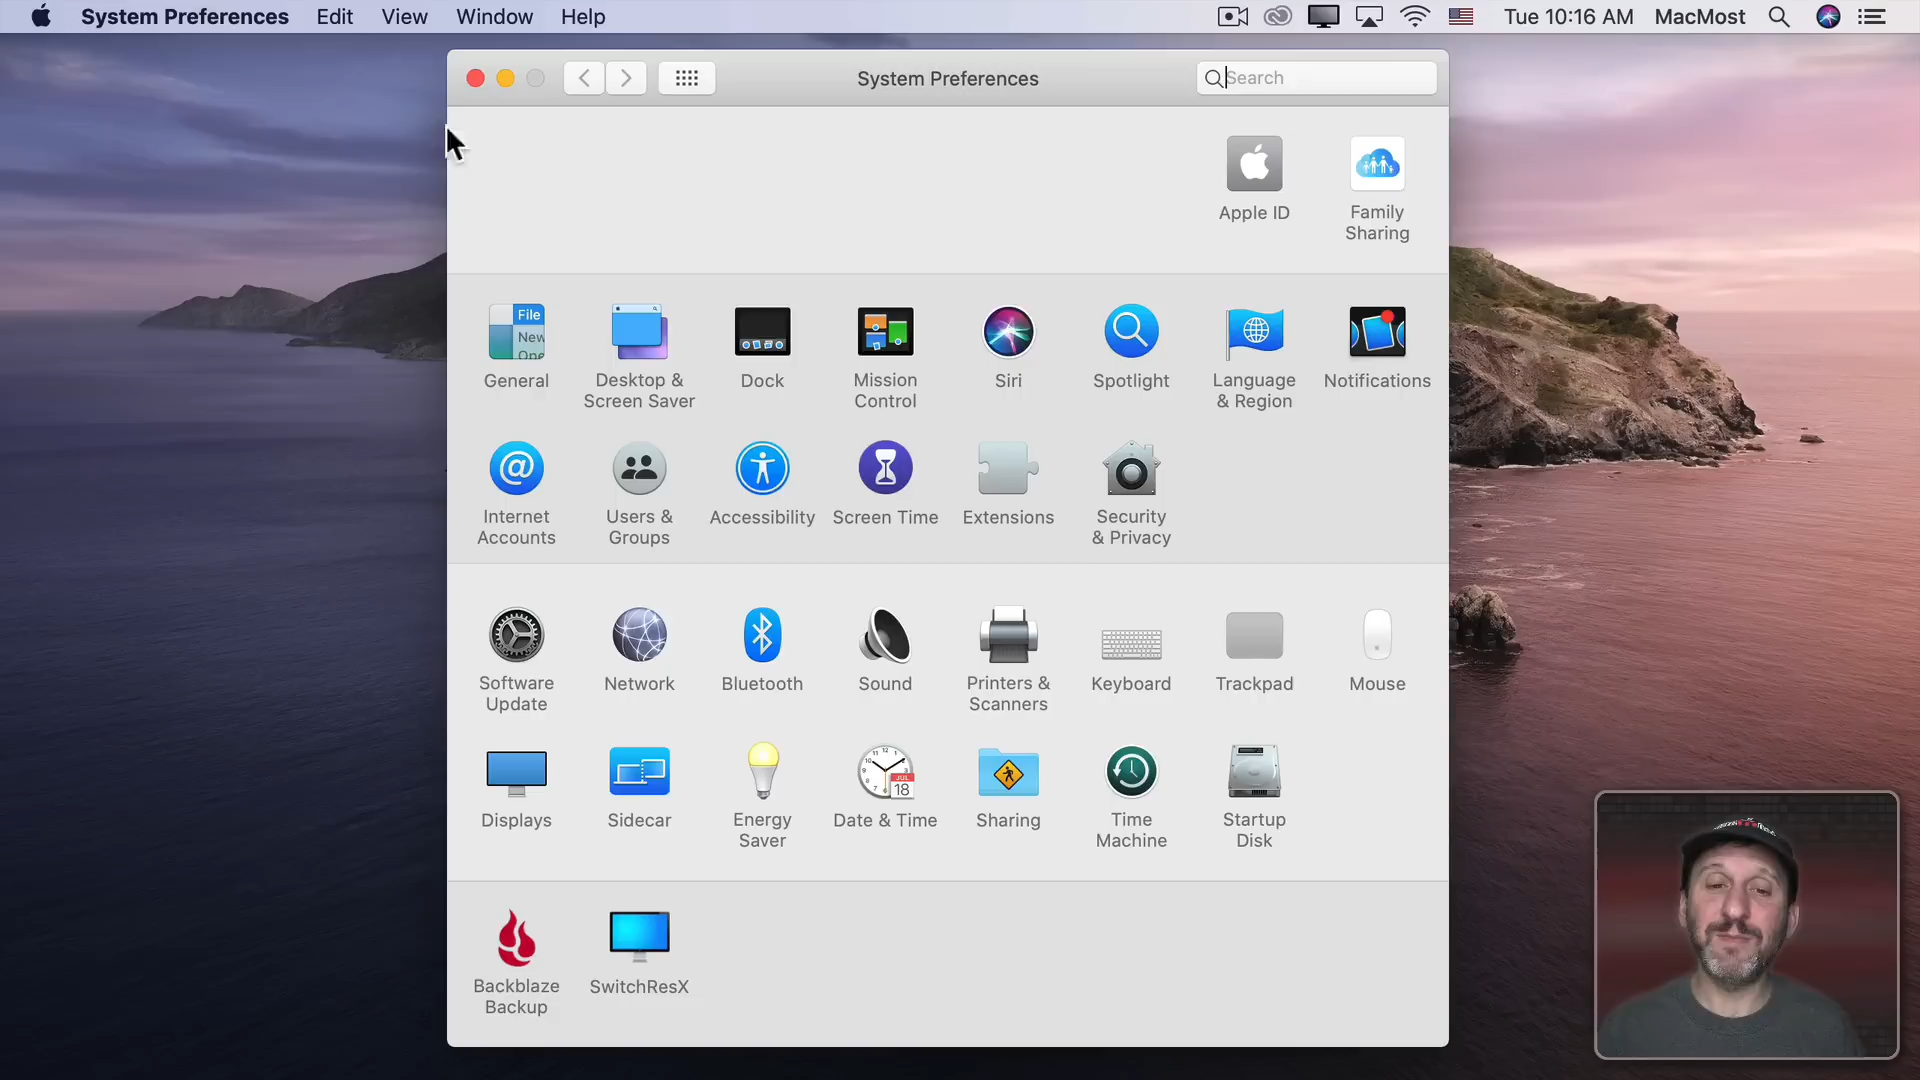 System Preferences Edit View Window Help Tue 10:16 AM MacMost
System Preferences
Search
Apple ID
Family
Sharing
File
New
Ope
General
Desktop &
Screen Saver
Dock
Mission
Control
Siri
Spotlight
Language
& Region
Notifications
@
Internet
Accounts
Users &
Groups
Accessibility
Screen Time
Extensions
Security
& Privacy
Software
Update
Network
Bluetooth
Sound
Printers &
Scanners
Keyboard
Trackpad
Mouse
Displays
Sidecar
Energy
Saver
JUL
18
Date & Time
Sharing
Time
Machine
Startup
Disk
Backblaze
Backup
SwitchResX